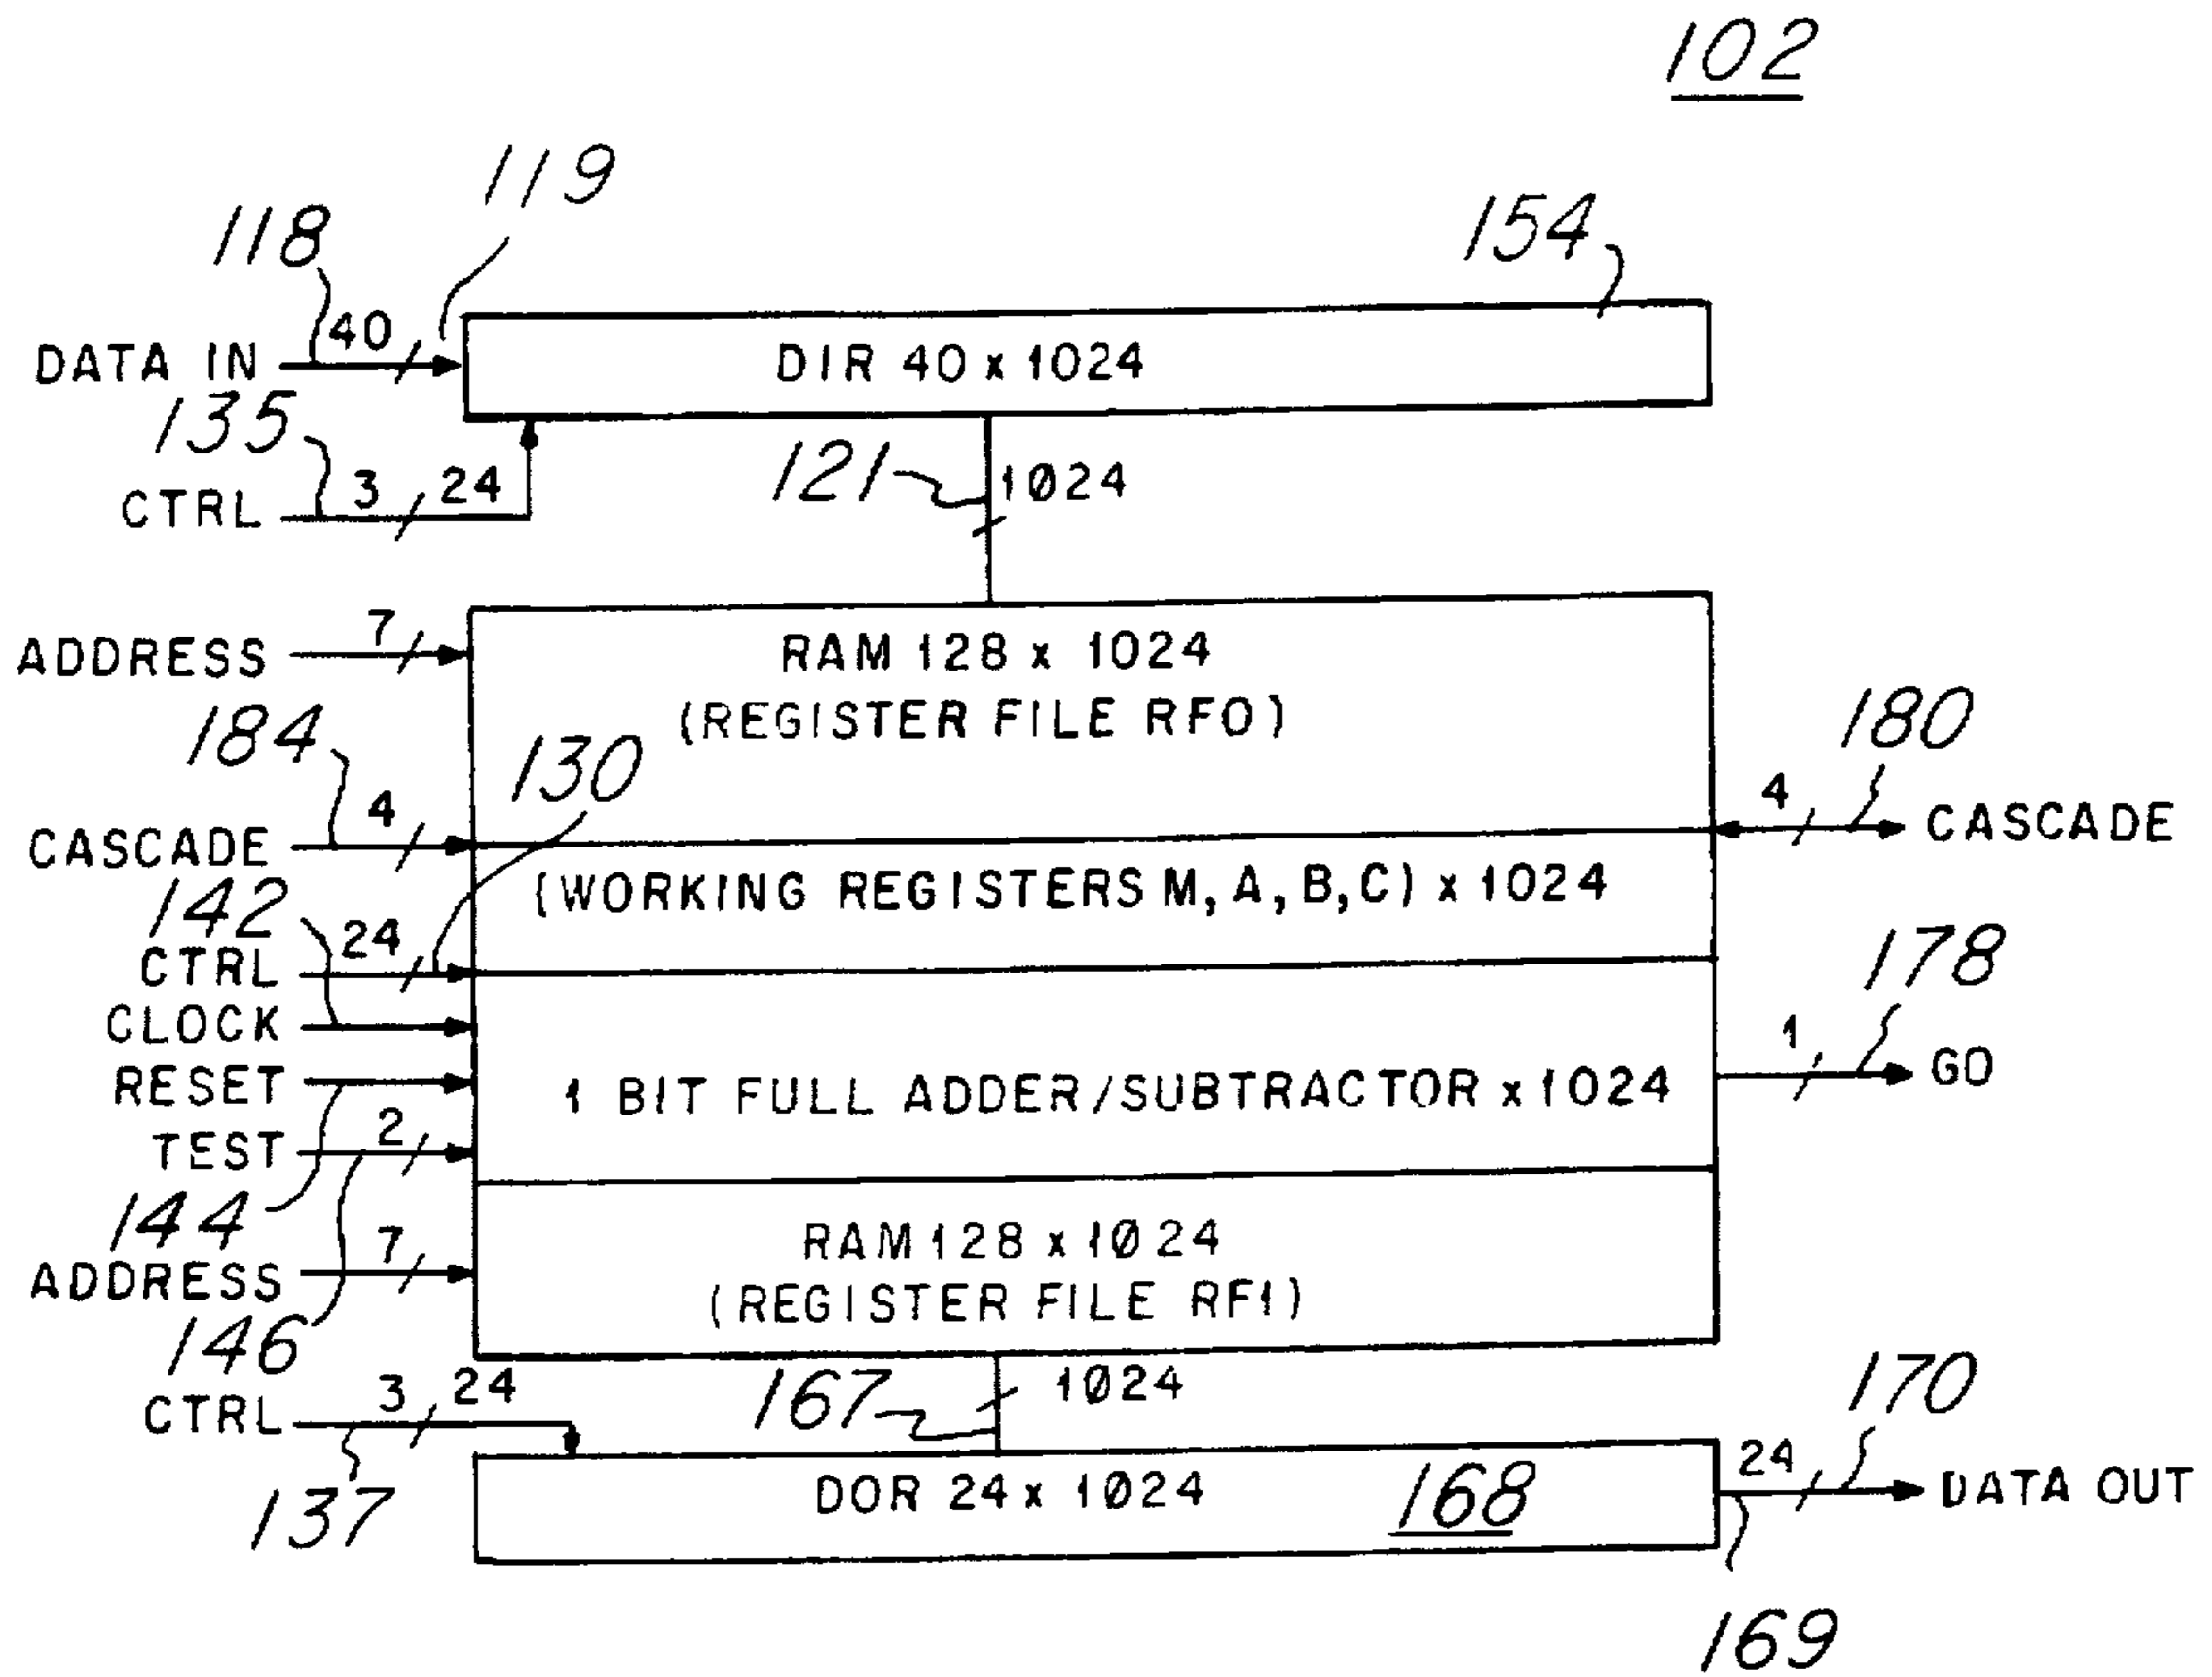 102
119
118
154
40
DATA IN
DIR 40 x 1024
135
3 24
CTRL
121
1024
7
ADDRESS
RAM 128 x 1024
(REGISTER FILE RF0)
184
130
180
4
CASCADE
4
CASCADE
(WORKING REGISTERS M, A, B, C) x 1024
142
24
CTRL
178
CLOCK
1
GO
RESET
1 BIT FULL ADDER/SUBTRACTOR x 1024
2
TEST
144
RAM 128 x 1024
7
ADDRESS
(REGISTER FILE RF1)
146
3 24
CTRL
167
1024
170
137
DOR 24 x 1024
168
24
DATA OUT
169